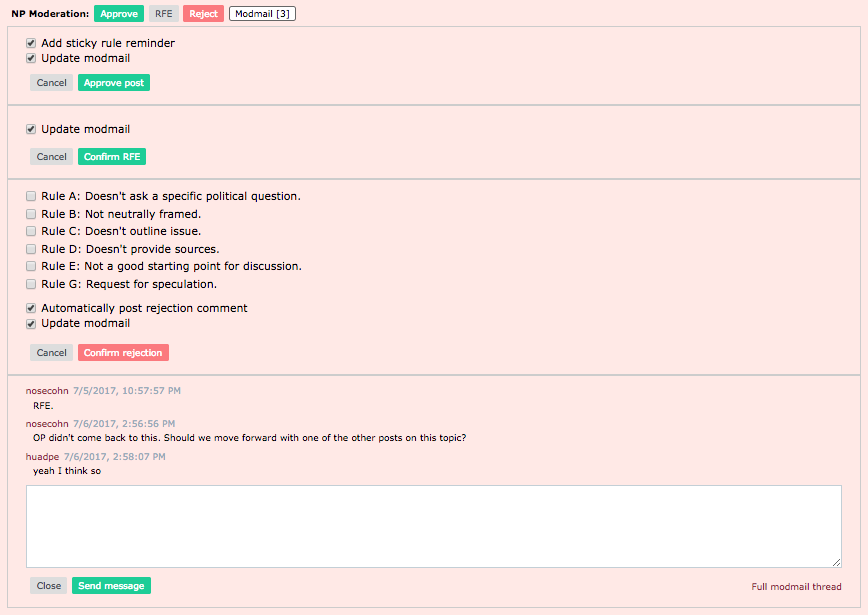 NP Moderation: Approve RFE Reject Modmail [3]
Add sticky rule reminder
Update modmail
Cancel Approve post
Update modmail
Cancel Confirm RFE
Rule A: Doesn't ask a specific political question.
Rule B: Not neutrally framed.
Rule C: Doesn't outline issue.
Rule D: Doesn't provide sources.
Rule E: Not a good starting point for discussion.
Rule G: Request for speculation.
Automatically post rejection comment
Update modmail
Cancel Confirm rejection
nosecohn 7/5/2017, 10:57:57 PM
RFE.
nosecohn 7/6/2017, 2:56:56 PM
OP didn't come back to this. Should we move forward with one of the other posts on this topic?
huadpe 7/6/2017, 2:58:07 PM
yeah I think so
Close Send message Full modmail thread